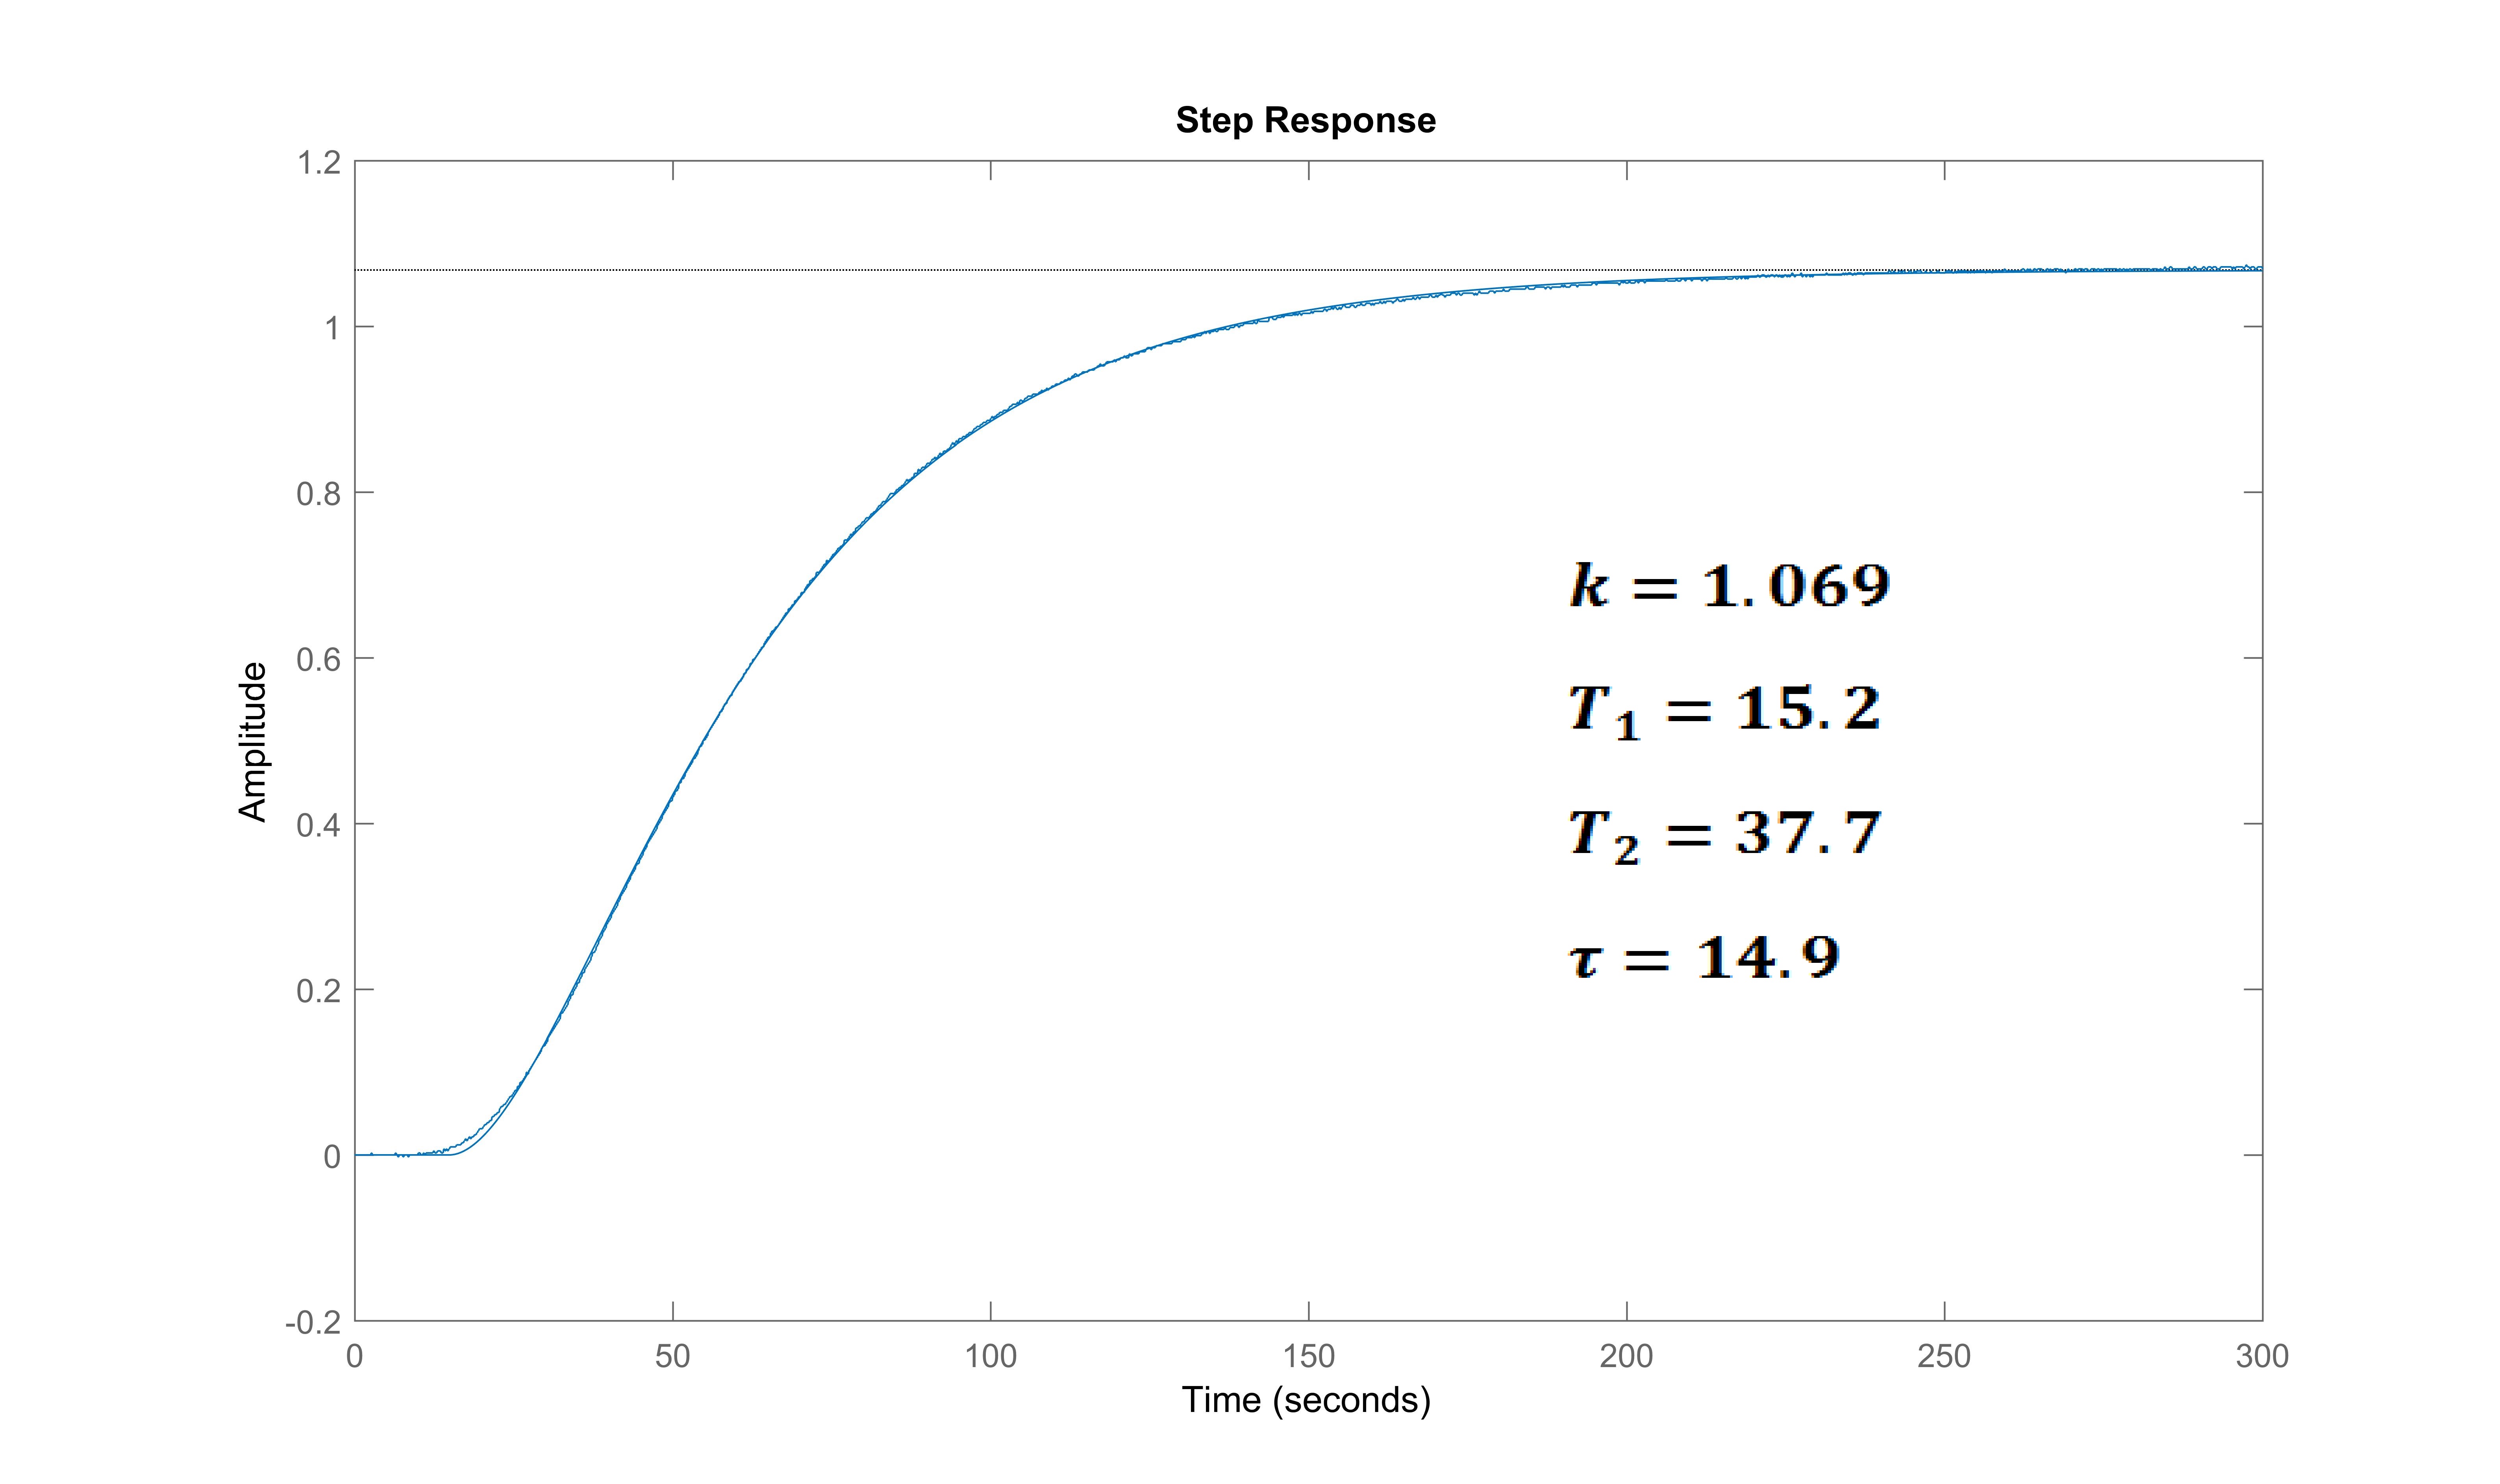 Step Response
1.2
1
0.8
0.6
0.4
0.2
0
-0.2
Amplitude
k = 1.069
T₁ = 15.2
T₂ = 37.7
τ = 14.9
0 50 100 150 200 250 300
Time (seconds)